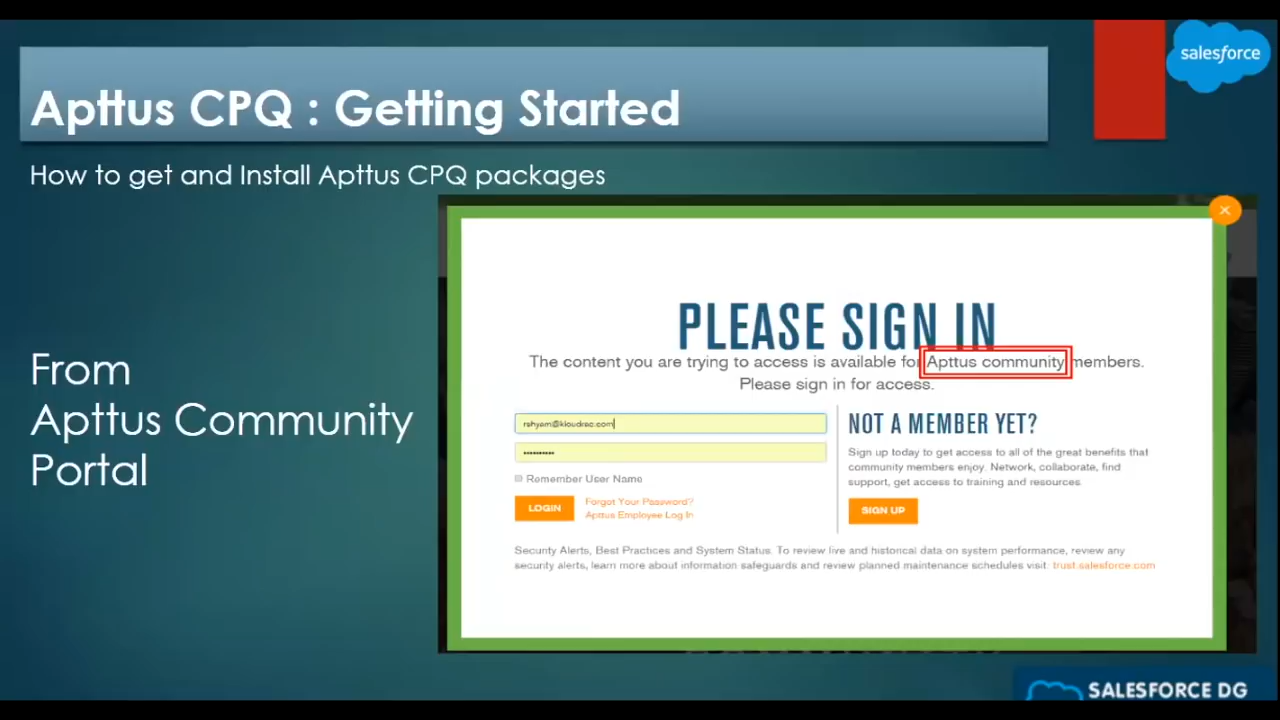 salesforce
Apttus CPQ : Getting Started
How to get and Install Apttus CPQ packages
From
Apttus Community
Portal
PLEASE SIGN IN
The content you are trying to access is available for Apttus community members.
Please sign in for access.
rshyam@kloudrac.com
Remember User Name
LOGIN
Forgot Your Password?
Apttus Employee Log In
NOT A MEMBER YET?
Sign up today to get access to all of the great benefits that
community members enjoy. Network, collaborate, find
support, get access to training and resources.
SIGN UP
Security Alerts, Best Practices and System Status. To review live and historical data on system performance, review any
security alerts, learn more about information safeguards and review planned maintenance schedules visit: trust.salesforce.com
SALESFORCE DG